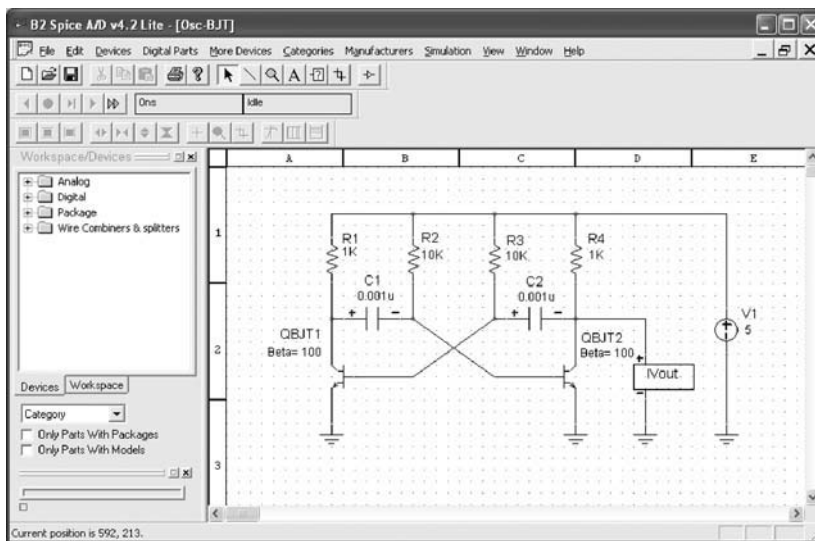 B2 Spice A/D v4.2 Lite - [Osc-BJT]
File Edit Devices Digital Parts More Devices Categories Manufacturers Simulation View Window Help
0ns Idle
Workspace/Devices
Analog
Digital
Package
Wire Combiners & splitters
Devices Workspace
Category
Only Parts With Packages
Only Parts With Models
A B C D E
1
2
3
R1
1K
R2
10K
R3
10K
R4
1K
C1
0.001u
C2
0.001u
+ -
+ -
QBJT1
Beta= 100
QBJT2
Beta= 100
+
IVout
-
V1
5
Current position is 592, 213.